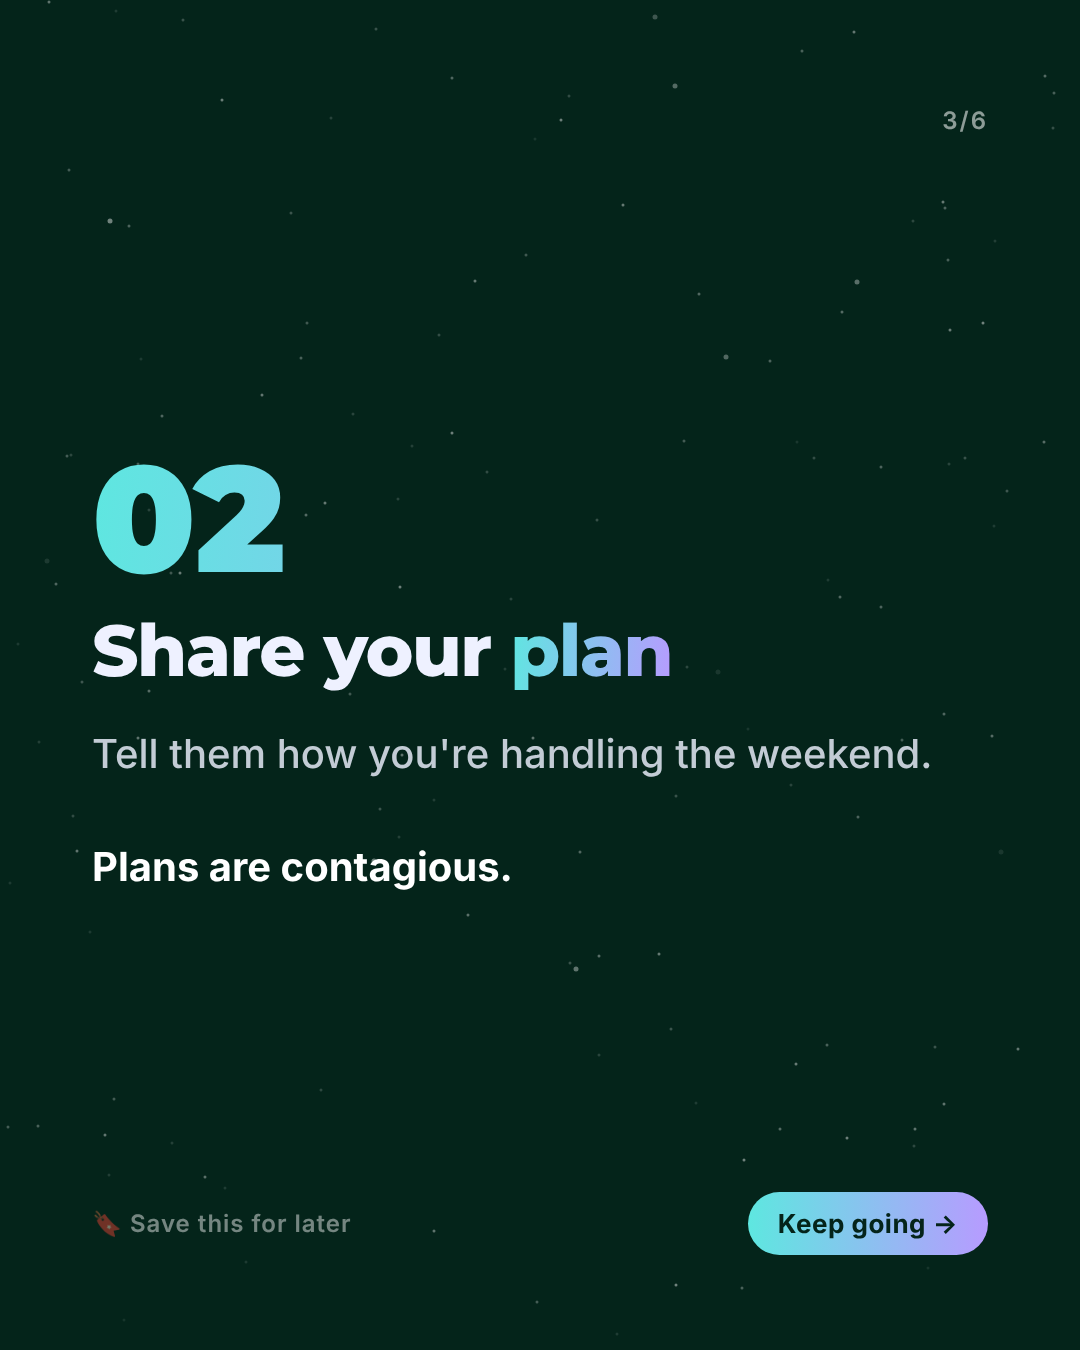 3/6
02
Share your plan
Tell them how you're handling the weekend.
Plans are contagious.
🔖 Save this for later
Keep going →